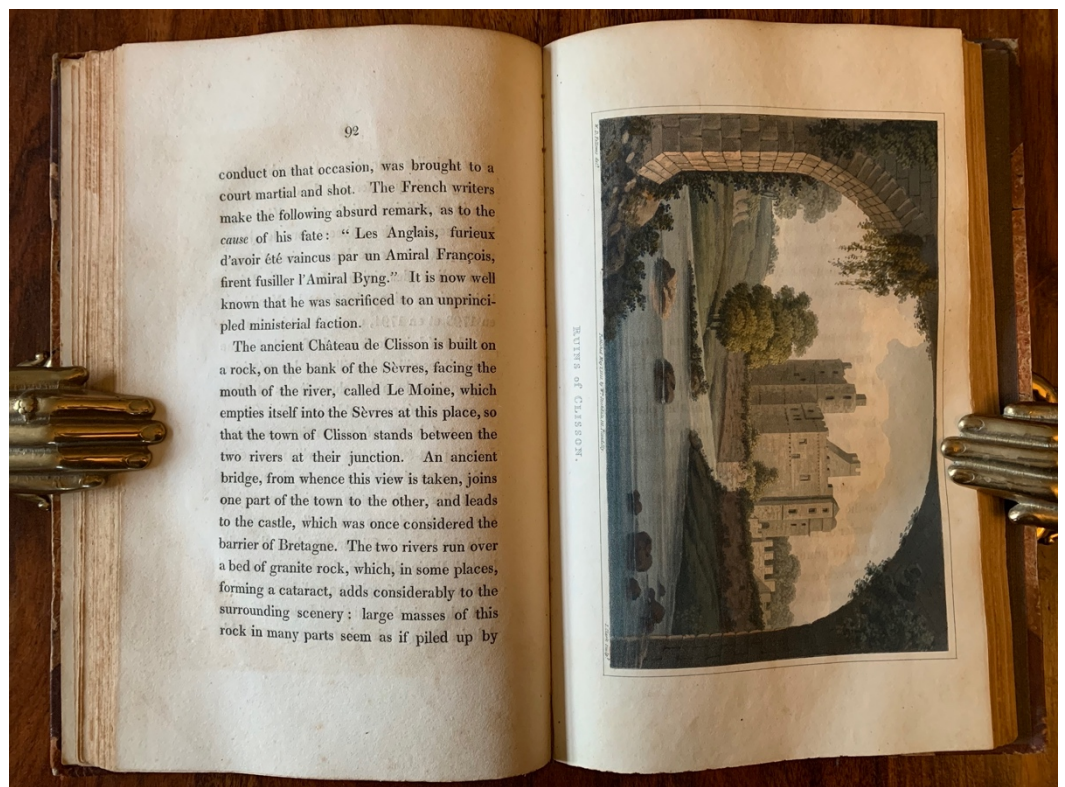 92
conduct on that occasion, was brought to a
court martial and shot. The French writers
make the following absurd remark, as to the
cause of his fate: “ Les Anglais, furieux
d'avoir été vaincus par un Amiral François,
firent fusiller l'Amiral Byng.” It is now well
known that he was sacrificed to an unprinci-
pled ministerial faction.
The ancient Château de Clisson is built on
a rock, on the bank of the Sèvres, facing the
mouth of the river, called Le Moine, which
empties itself into the Sèvres at this place, so
that the town of Clisson stands between the
two rivers at their junction. An ancient
bridge, from whence this view is taken, joins
one part of the town to the other, and leads
to the castle, which was once considered the
barrier of Bretagne. The two rivers run over
a bed of granite rock, which, in some places,
forming a cataract, adds considerably to the
surrounding scenery: large masses of this
rock in many parts seem as if piled up by
RUINS of CLISSON.